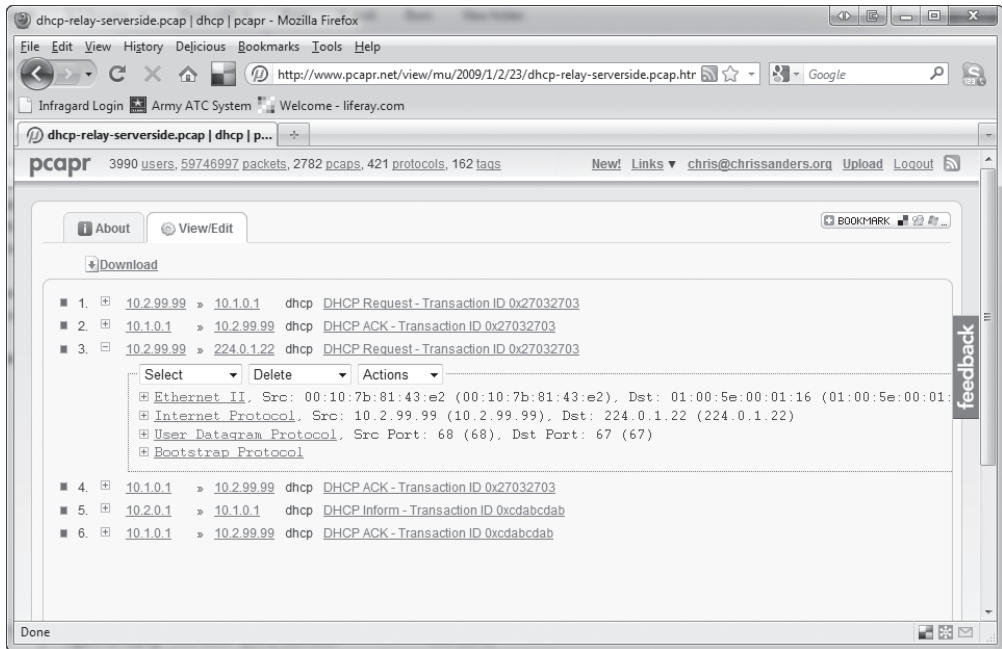 dhcp-relay-serverside.pcap | dhcp | pcapr - Mozilla Firefox
File Edit View History Delicious Bookmarks Tools Help
http://www.pcapr.net/view/mu/2009/1/2/23/dhcp-relay-serverside.pcap.htr Google
Infragard Login Army ATC System Welcome - liferay.com
dhcp-relay-serverside.pcap | dhcp | p...
pcapr 3990 users, 59746997 packets, 2782 pcaps, 421 protocols, 162 tags New! Links ▼ chris@chrissanders.org Upload Logout
About View/Edit BOOKMARK
Download
1. 10.2.99.99 » 10.1.0.1 dhcp DHCP Request - Transaction ID 0x27032703
2. 10.1.0.1 » 10.2.99.99 dhcp DHCP ACK - Transaction ID 0x27032703
3. 10.2.99.99 » 224.0.1.22 dhcp DHCP Request - Transaction ID 0x27032703
Select Delete Actions
Ethernet II, Src: 00:10:7b:81:43:e2 (00:10:7b:81:43:e2), Dst: 01:00:5e:00:01:16 (01:00:5e:00:01:
Internet Protocol, Src: 10.2.99.99 (10.2.99.99), Dst: 224.0.1.22 (224.0.1.22)
User Datagram Protocol, Src Port: 68 (68), Dst Port: 67 (67)
Bootstrap Protocol
4. 10.1.0.1 » 10.2.99.99 dhcp DHCP ACK - Transaction ID 0x27032703
5. 10.2.0.1 » 10.1.0.1 dhcp DHCP Inform - Transaction ID 0xcdabcdab
6. 10.1.0.1 » 10.2.99.99 dhcp DHCP ACK - Transaction ID 0xcdabcdab
feedback
Done